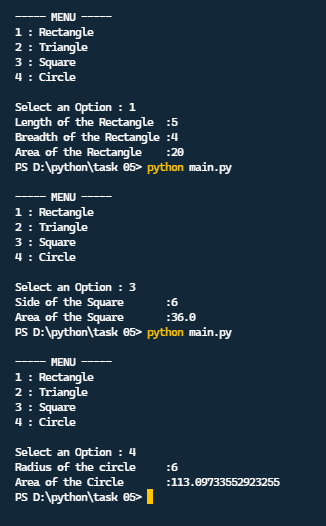 ----- MENU -----
1 : Rectangle
2 : Triangle
3 : Square
4 : Circle
Select an Option : 1
Length of the Rectangle  :5
Breadth of the Rectangle :4
Area of the Rectangle    :20
PS D:\python\task 05> python main.py
----- MENU -----
1 : Rectangle
2 : Triangle
3 : Square
4 : Circle
Select an Option : 3
Side of the Square       :6
Area of the Square       :36.0
PS D:\python\task 05> python main.py
----- MENU -----
1 : Rectangle
2 : Triangle
3 : Square
4 : Circle
Select an Option : 4
Radius of the circle     :6
Area of the Circle       :113.09733552923255
PS D:\python\task 05>